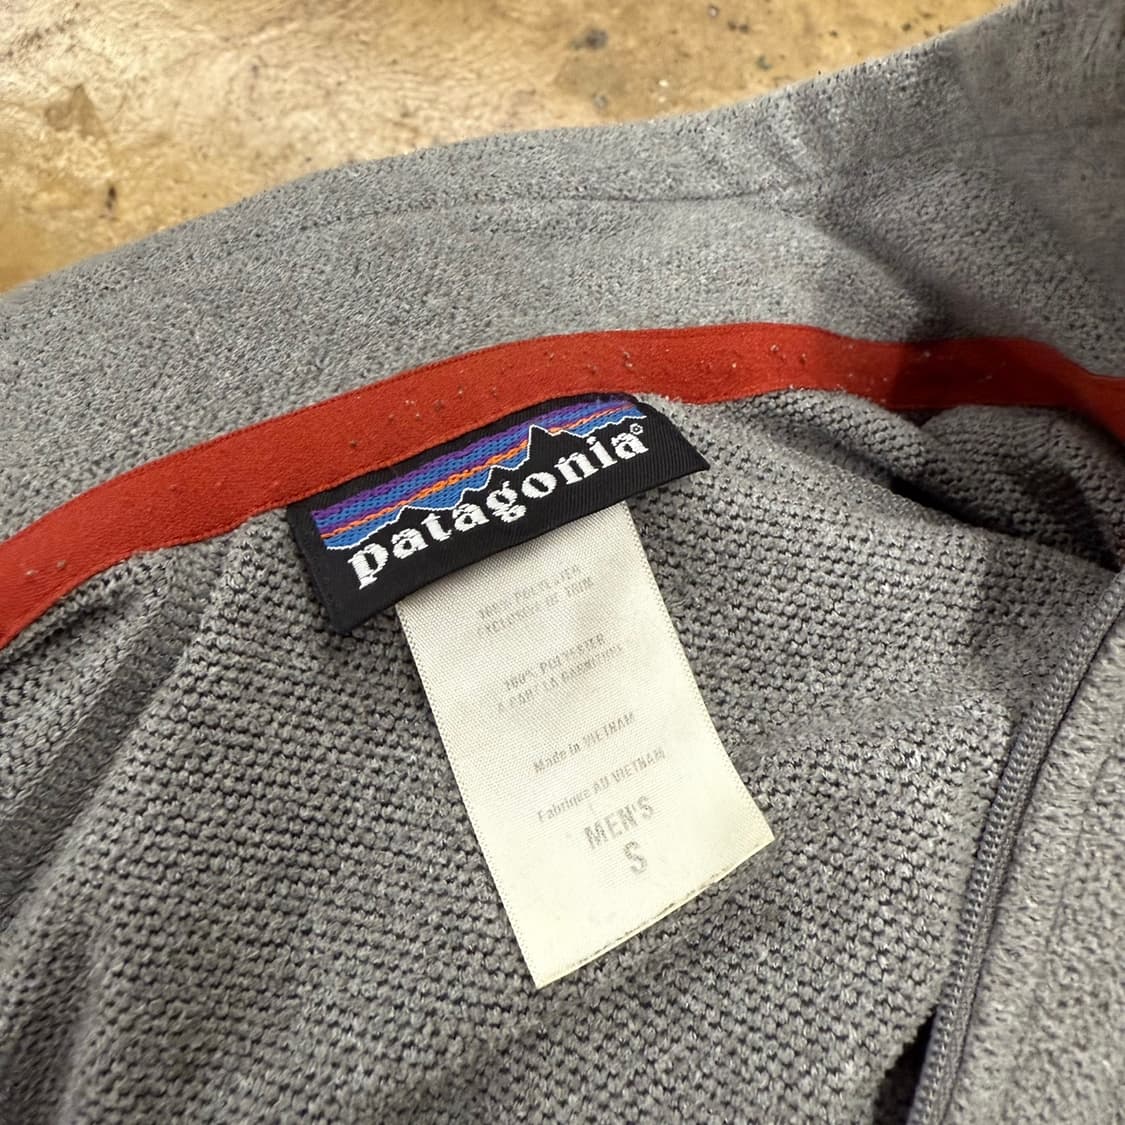 patagonia®
100% POLYESTER
EXCLUSIVE OF TRIM
100% POLYESTER
A PART LA GARNITURE
Made in VIETNAM
Fabriqué AU VIETNAM
MEN'S
S